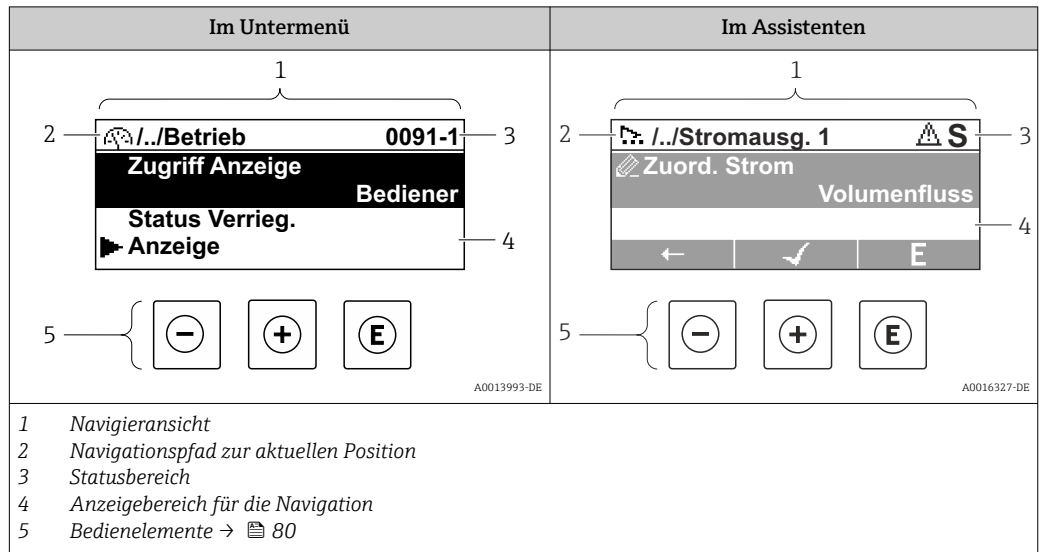 Im Untermenü
Im Assistenten
1
2
/../Betrieb 0091-1
3
Zugriff Anzeige
Bediener
Status Verrieg.
Anzeige
4
5
− + E
A0013993-DE
1
2
/../Stromausg. 1 S
3
Zuord. Strom
Volumenfluss
4
← ✓ E
5
− + E
A0016327-DE
1 Navigieransicht
2 Navigationspfad zur aktuellen Position
3 Statusbereich
4 Anzeigebereich für die Navigation
5 Bedienelemente → 80